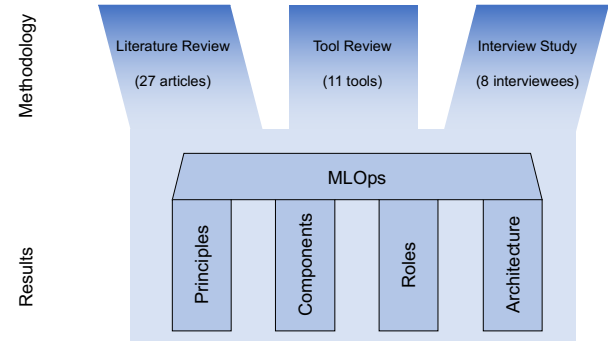 Methodology
Literature Review
(27 articles)
Tool Review
(11 tools)
Interview Study
(8 interviewees)
Results
MLOps
Principles
Components
Roles
Architecture